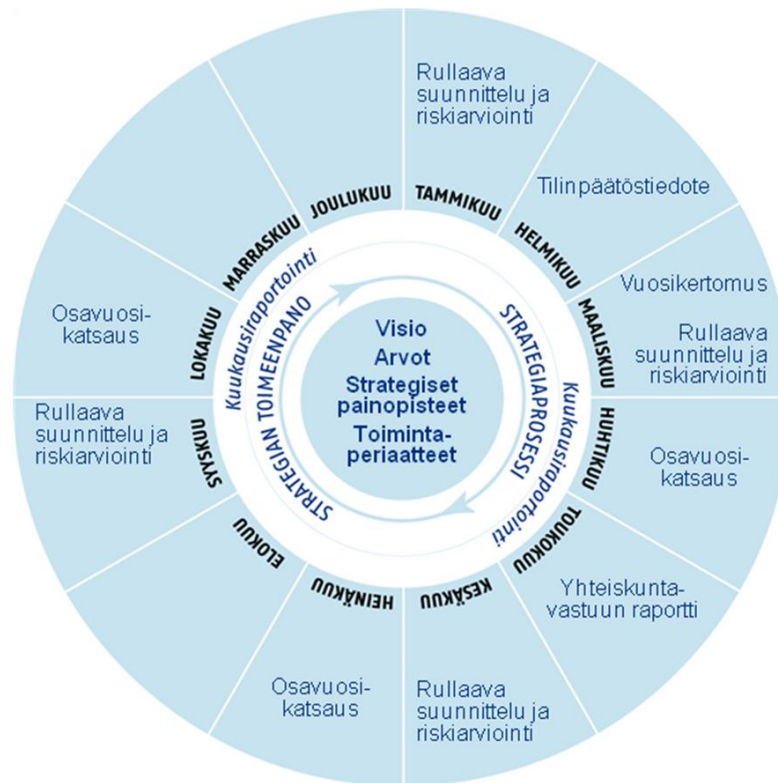 Rullaava
suunnittelu ja
riskiarviointi
Tilinpäätöstiedote
Vuosikertomus
Rullaava
suunnittelu ja
riskiarviointi
Osavuosi-
katsaus
Yhteiskunta-
vastuun raportti
Rullaava
suunnittelu ja
riskiarviointi
Osavuosi-
katsaus
Rullaava
suunnittelu ja
riskiarviointi
Osavuosi-
katsaus
TAMMIKUU
HELMIKUU
MAALISKUU
HUHTIKUU
TOUKOKUU
KESÄKUU
HEINÄKUU
ELOKUU
SYYSKUU
LOKAKUU
MARRASKUU
JOULUKUU
Kuukausiraportointi
STRATEGIAN TOIMEENPANO
STRATEGIAPROSESSI
Kuukausiraportointi
Visio
Arvot
Strategiset
painopisteet
Toiminta-
periaatteet